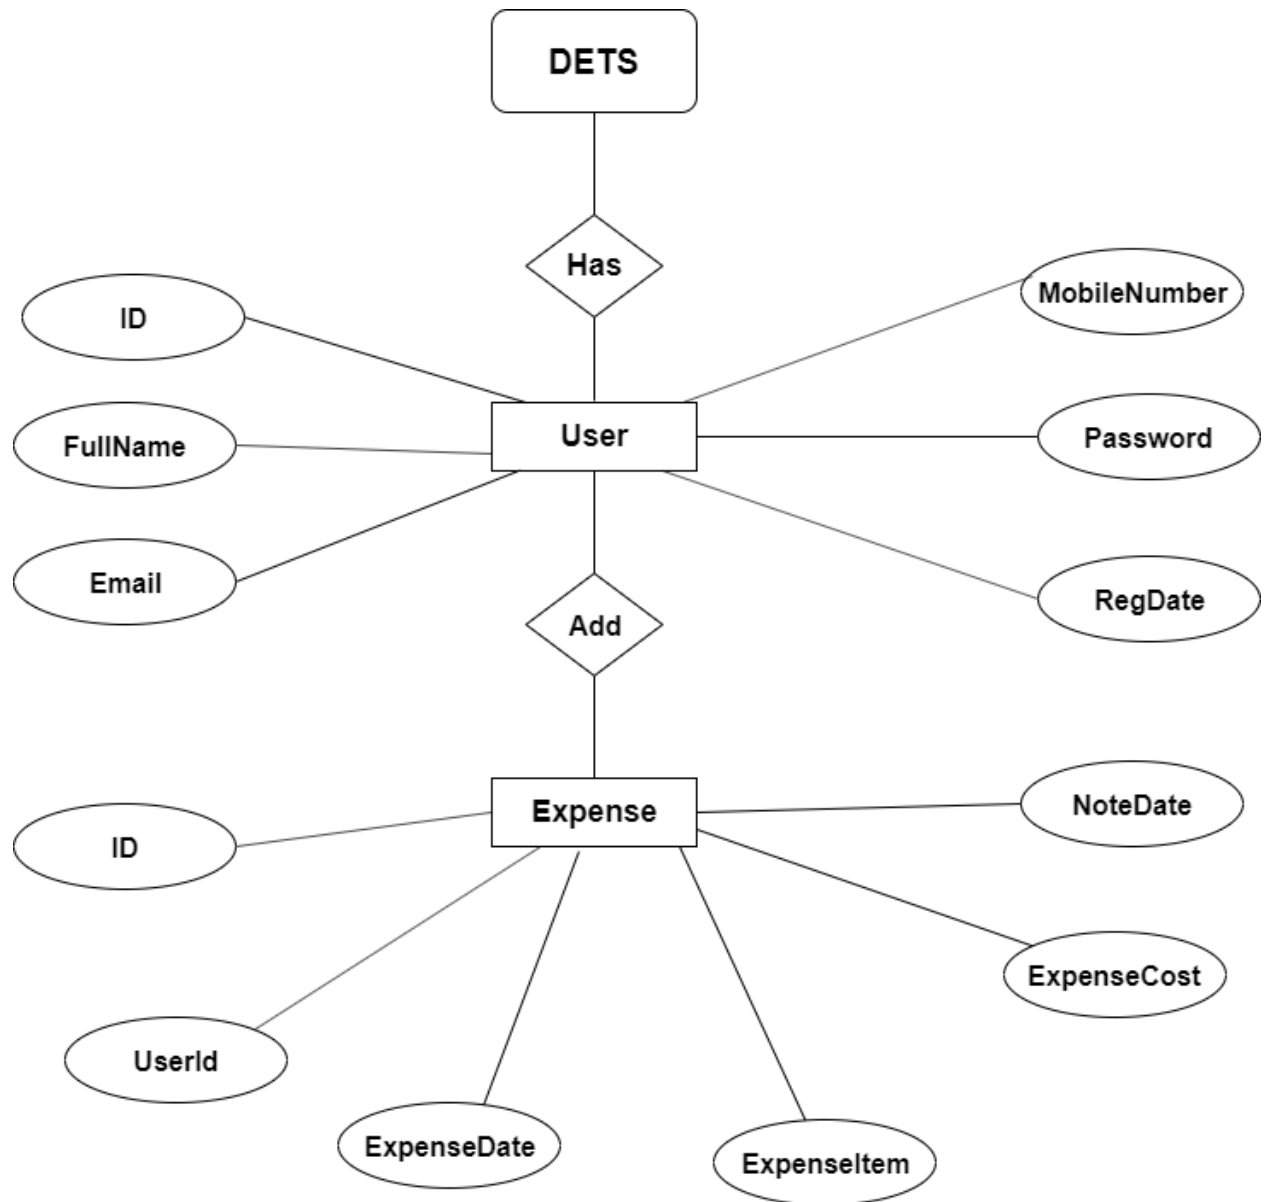 DETS
Has
ID
MobileNumber
FullName
User
Password
Email
RegDate
Add
Expense
NoteDate
ID
ExpenseCost
UserId
ExpenseDate
ExpenseItem